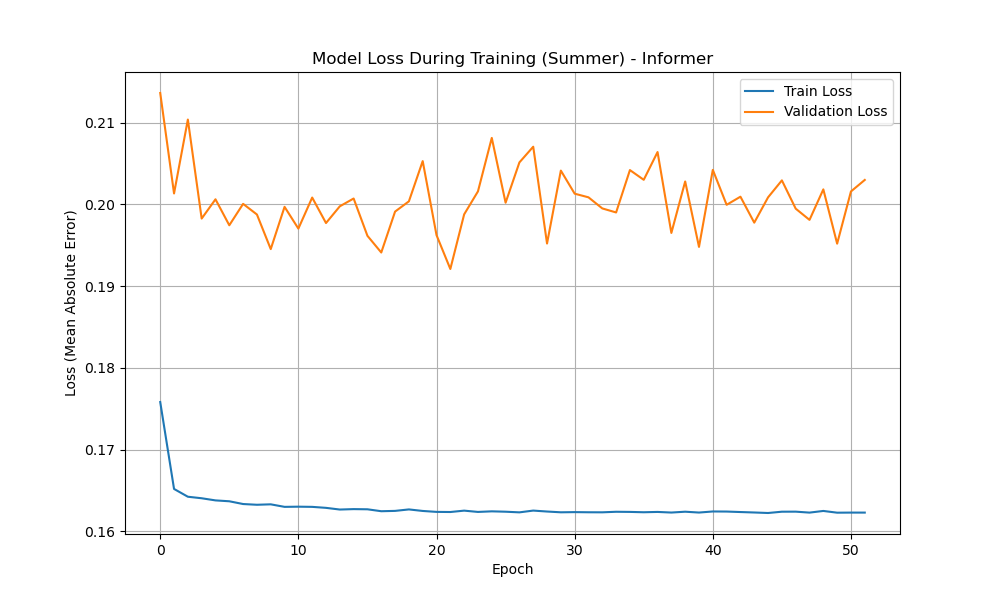 Model Loss During Training (Summer) - Informer
Train Loss
Validation Loss
Loss (Mean Absolute Error)
0.21
0.20
0.19
0.18
0.17
0.16
0
10
20
30
40
50
Epoch